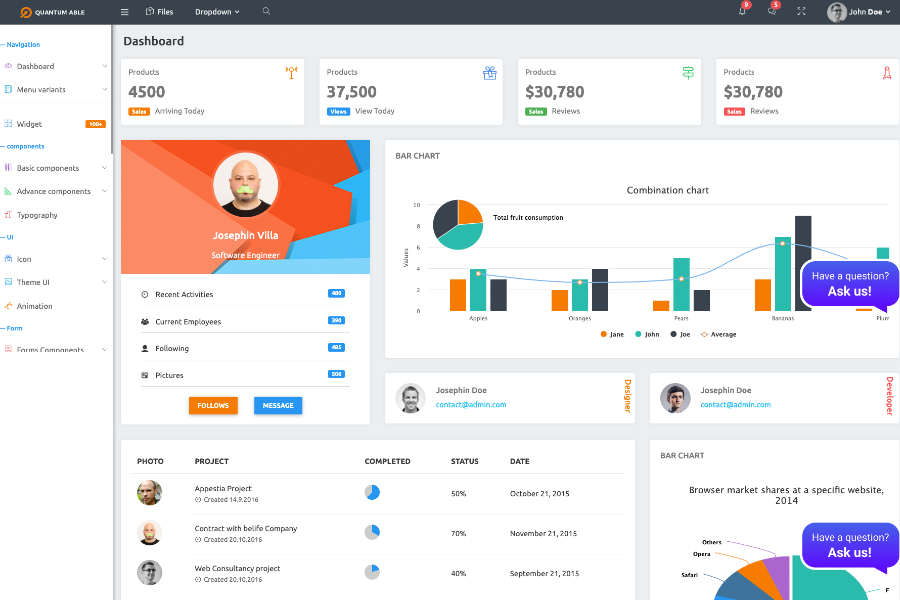 QUANTUM ABLE
Files
Dropdown
9
5
John Doe
Navigation
Dashboard
Menu variants
Widget
100+
components
Basic components
Advance components
Typography
UI
Icon
Theme UI
Animation
Form
Forms Components
Dashboard
Products
4500
Sales Arriving Today
Products
37,500
Views View Today
Products
$30,780
Sales Reviews
Products
$30,780
Sales Reviews
Josephin Villa
Software Engineer
Recent Activities 480
Current Employees 390
Following 485
Pictures 506
FOLLOWS
MESSAGE
BAR CHART
Combination chart
Total fruit consumption
Values
10
8
6
4
2
0
Apples
Oranges
Pears
Bananas
Plum
Jane
John
Joe
Average
Have a question?
Ask us!
Josephin Doe
contact@admin.com
Designer
Josephin Doe
contact@admin.com
Developer
PHOTO PROJECT COMPLETED STATUS DATE
Appestia Project
Created 14.9.2016
50%
October 21, 2015
Contract with belife Company
Created 20.10.2016
70%
November 21, 2015
Web Consultancy project
Created 20.10.2016
40%
September 21, 2015
BAR CHART
Browser market shares at a specific website,
2014
Others
Opera
Safari
F
Have a question?
Ask us!